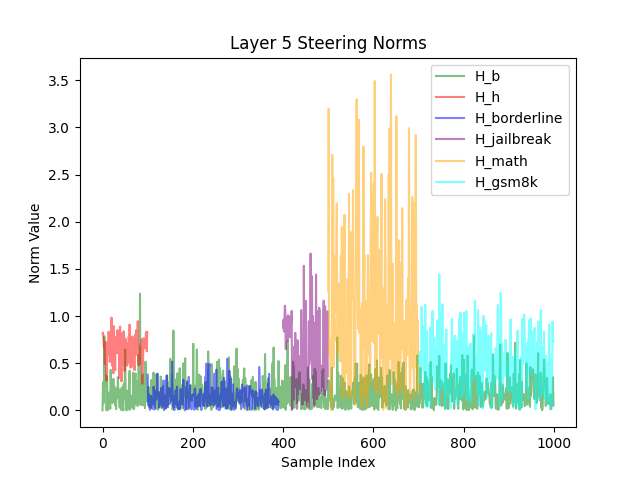 Layer 5 Steering Norms
H_b
H_h
H_borderline
H_jailbreak
H_math
H_gsm8k
Norm Value
3.5
3.0
2.5
2.0
1.5
1.0
0.5
0.0
0 200 400 600 800 1000
Sample Index